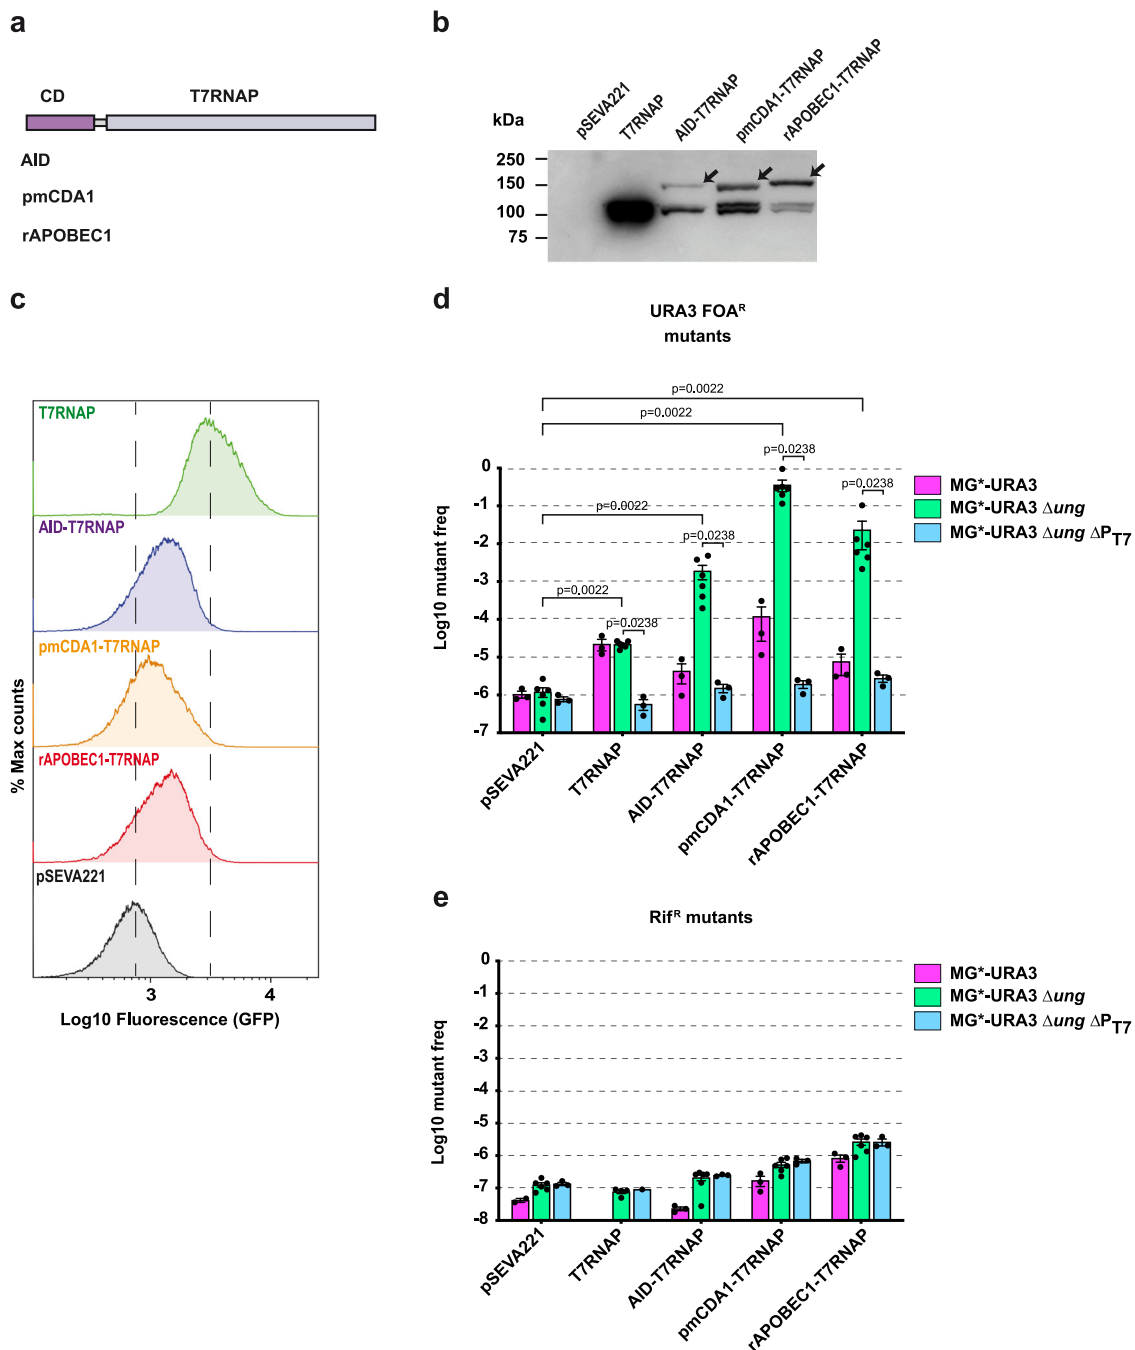 a
CD T7RNAP
AID
pmCDA1
rAPOBEC1
b
kDa
pSEVA221
T7RNAP
AID-T7RNAP
pmCDA1-T7RNAP
rAPOBEC1-T7RNAP
250
150
100
75
c
T7RNAP
AID-T7RNAP
pmCDA1-T7RNAP
rAPOBEC1-T7RNAP
pSEVA221
% Max counts
3 4
Log10 Fluorescence (GFP)
d
URA3 FOAᴿ
mutants
p=0.0022
p=0.0022
p=0.0238
p=0.0238
p=0.0022
p=0.0238
p=0.0022
p=0.0238
Log10 mutant freq
0
-1
-2
-3
-4
-5
-6
-7
pSEVA221
T7RNAP
AID-T7RNAP
pmCDA1-T7RNAP
rAPOBEC1-T7RNAP
MG*-URA3
MG*-URA3 Δung
MG*-URA3 Δung ΔPT7
e
Rifᴿ mutants
Log10 mutant freq
0
-1
-2
-3
-4
-5
-6
-7
-8
pSEVA221
T7RNAP
AID-T7RNAP
pmCDA1-T7RNAP
rAPOBEC1-T7RNAP
MG*-URA3
MG*-URA3 Δung
MG*-URA3 Δung ΔPT7